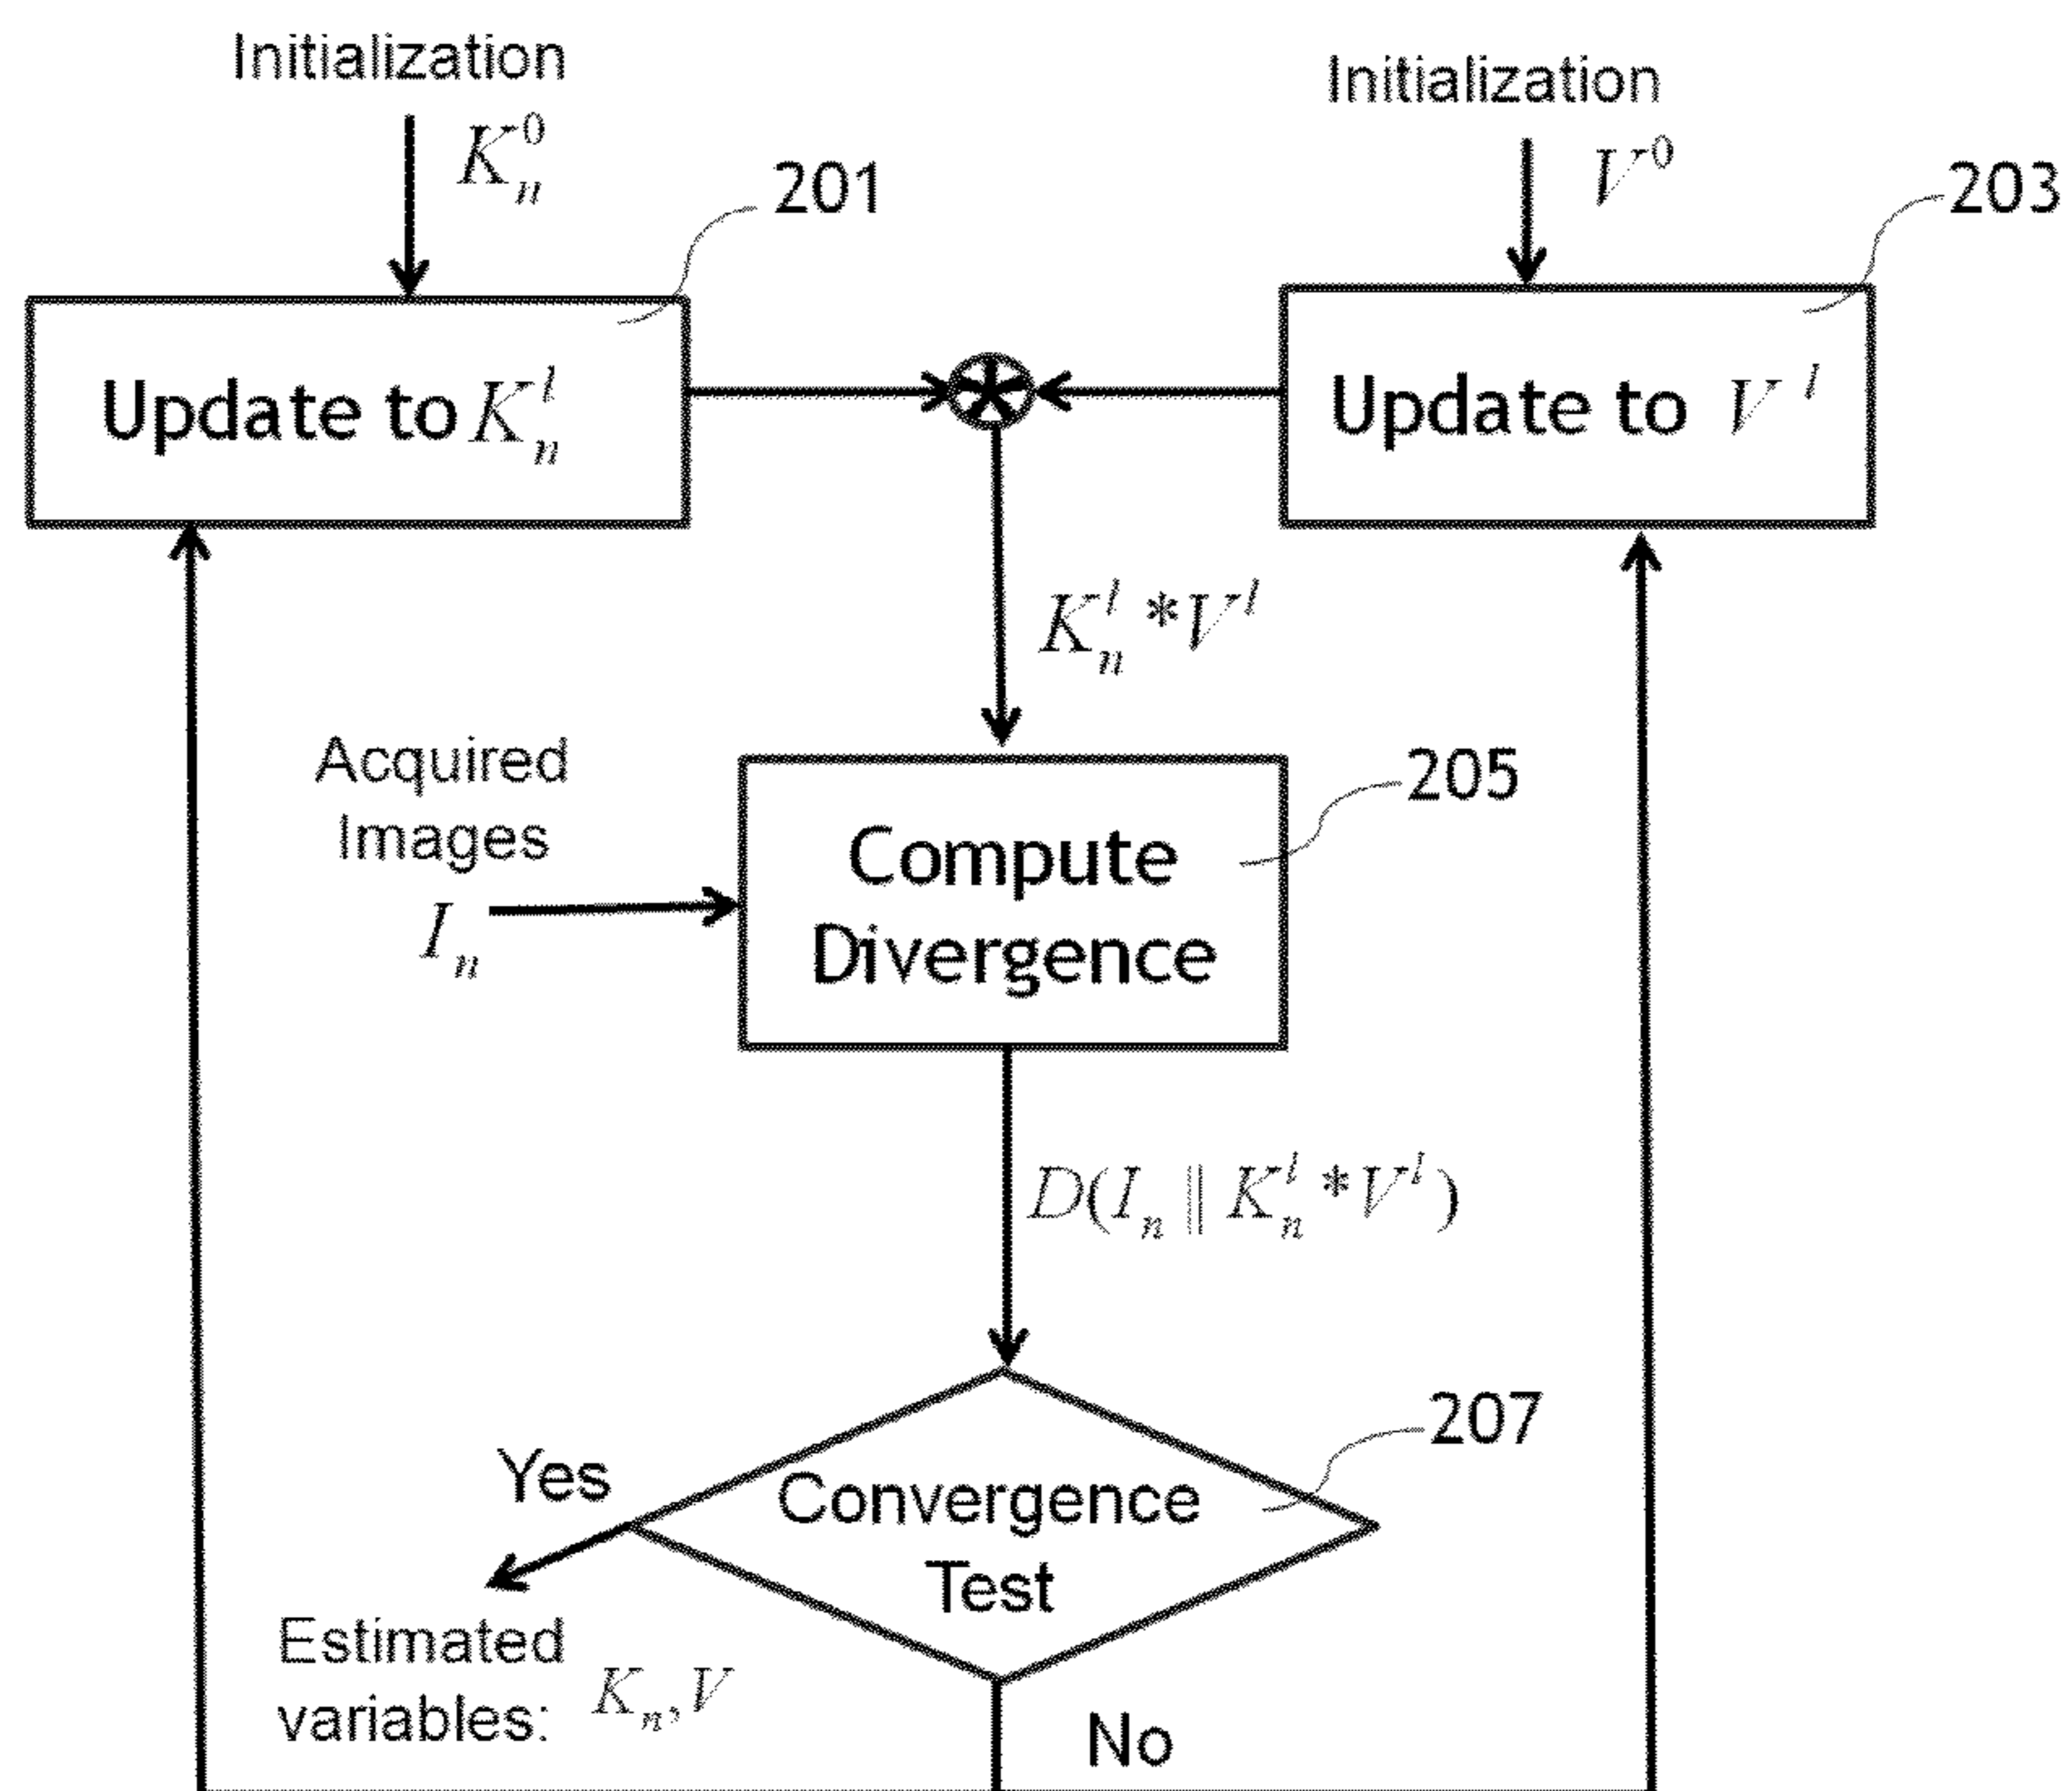 Initialization
K_n^0
201
Initialization
V^0
203
Update to K_n^l
*
Update to V^l
K_n^l * V^l
Acquired
Images
I_n
205
Compute
Divergence
D(I_n || K_n^l * V^l)
207
Yes
Convergence
Test
Estimated
variables: K_n, V
No